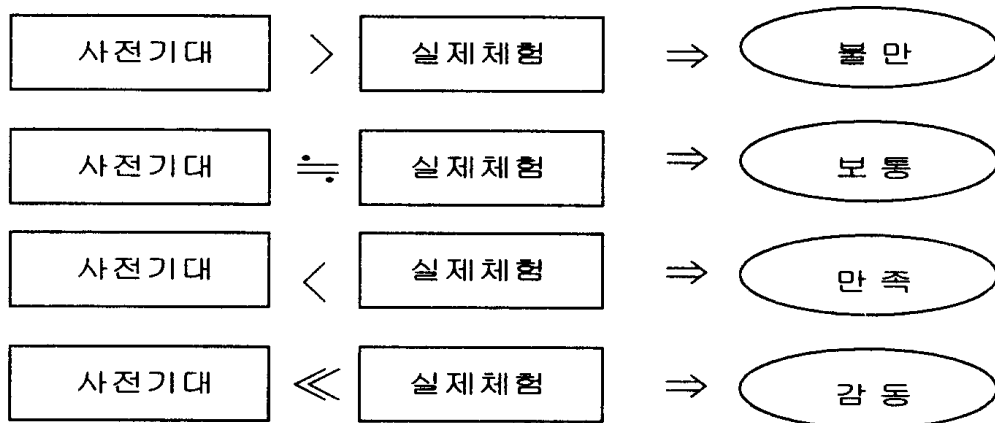 사전기대 > 실제체험 ⇒ 불만
사전기대 ≒ 실제체험 ⇒ 보통
사전기대 < 실제체험 ⇒ 만족
사전기대 ≪ 실제체험 ⇒ 감동